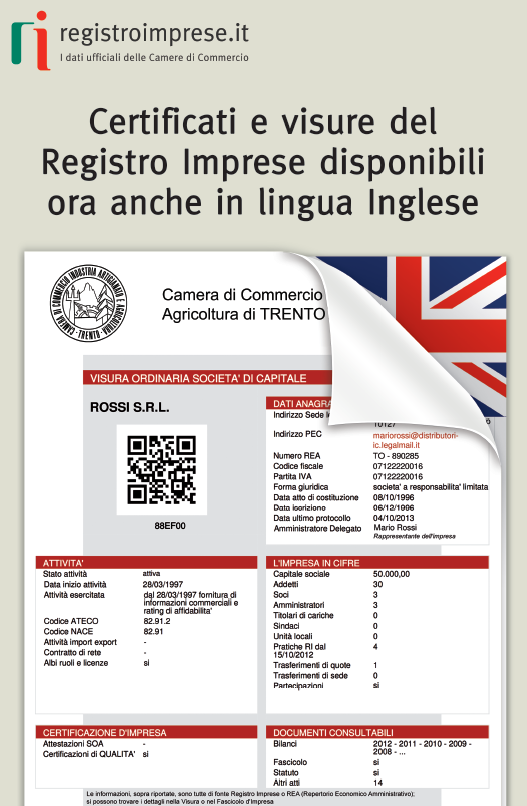 registroimprese.it
I dati ufficiali delle Camere di Commercio
Certificati e visure del
Registro Imprese disponibili
ora anche in lingua Inglese
CAMERA DI COMMERCIO INDUSTRIA ARTIGIANATO E AGRICOLTURA - TRENTO -
Camera di Commercio
Agricoltura di TRENTO
VISURA ORDINARIA SOCIETA' DI CAPITALE
ROSSI S.R.L.
88EF00
DATI ANAGRA
Indirizzo Sede
10127
Indirizzo PEC mariorossi@distributori-
ic.legalmail.it
Numero REA TO - 890285
Codice fiscale 07122220016
Partita IVA 07122220016
Forma giuridica societa' a responsabilita' limitata
Data atto di costituzione 08/10/1996
Data iscrizione 06/12/1996
Data ultimo protocollo 04/10/2013
Amministratore Delegato Mario Rossi
Rappresentante dell'impresa
ATTIVITA'
Stato attività attiva
Data inizio attività 28/03/1997
Attività esercitata dal 28/03/1997 fornitura di
informazioni commerciali e
rating di affidabilita'
Codice ATECO 82.91.2
Codice NACE 82.91
Attività import export -
Contratto di rete -
Albi ruoli e licenze si
L'IMPRESA IN CIFRE
Capitale sociale 50.000,00
Addetti 30
Soci 3
Amministratori 3
Titolari di cariche 0
Sindaci 0
Unità locali 0
Pratiche RI dal 4
15/10/2012
Trasferimenti di quote 1
Trasferimenti di sede 0
Partecipazioni si
CERTIFICAZIONE D'IMPRESA
Attestazioni SOA -
Certificazioni di QUALITA' si
DOCUMENTI CONSULTABILI
Bilanci 2012 - 2011 - 2010 - 2009 -
2008 - ...
Fascicolo si
Statuto si
Altri atti 14
Le informazioni, sopra riportate, sono tutte di fonte Registro Imprese o REA (Repertorio Economico Amministrativo);
si possono trovare i dettagli nella Visura o nel Fascicolo d'Impresa